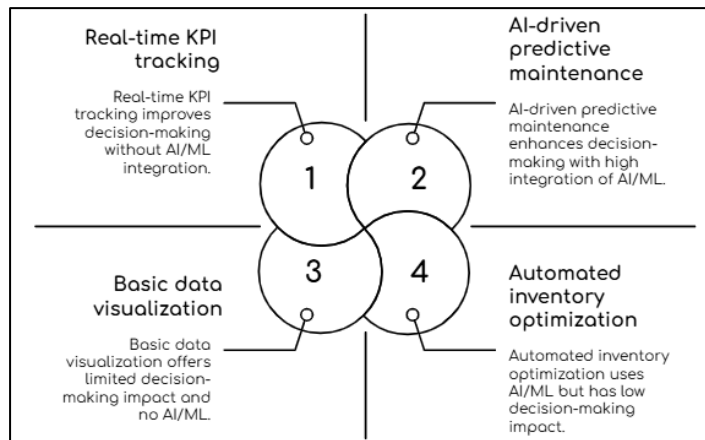 Real-time KPI
tracking
Real-time KPI
tracking improves
decision-making
without AI/ML
integration.
1
AI-driven
predictive
maintenance
AI-driven predictive
maintenance
enhances decision-
making with high
integration of AI/ML.
2
Basic data
visualization
Basic data
visualization offers
limited decision-
making impact and
no AI/ML.
3
Automated
inventory
optimization
Automated inventory
optimization uses
AI/ML but has low
decision-making
impact.
4